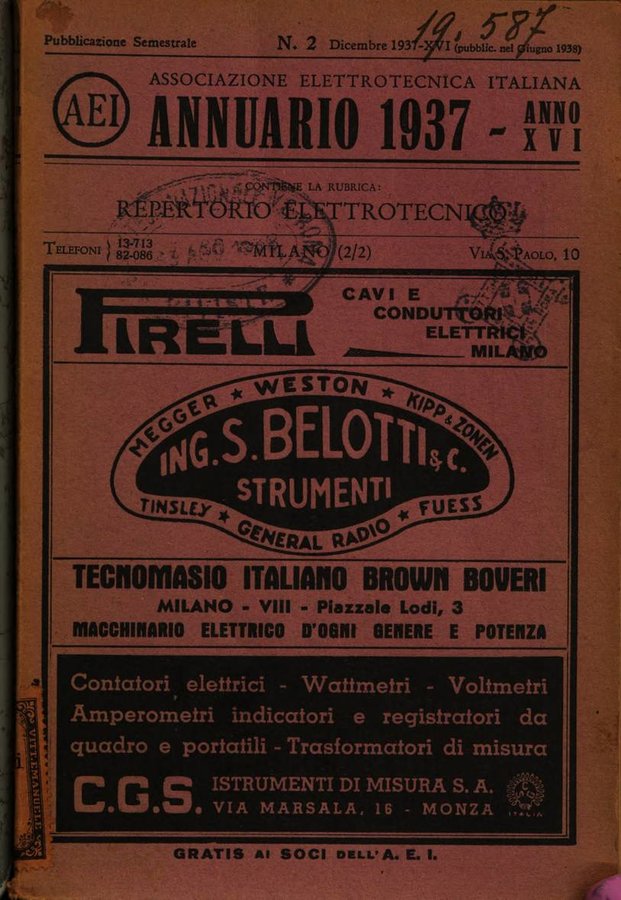 19.587
Pubblicazione Semestrale N. 2 Dicembre 1937-XVI (pubblic. nel Giugno 1938)
AEI
ASSOCIAZIONE ELETTROTECNICA ITALIANA
ANNUARIO 1937 - ANNO XVI
CONTIENE LA RUBRICA:
REPERTORIO ELETTROTECNICO
TELEFONI } 13-713
82-086
MILANO (2/2)
VIA S. PAOLO, 10
PIRELLI
CAVI E
CONDUTTORI
ELETTRICI
MILANO
MEGGER ★ WESTON ★ KIPP & ZONEN
ING. S. BELOTTI & C.
STRUMENTI
TINSLEY ★ GENERAL RADIO ★ FUESS
TECNOMASIO ITALIANO BROWN BOVERI
MILANO - VIII - Piazzale Lodi, 3
MACCHINARIO ELETTRICO D'OGNI GENERE E POTENZA
Contatori elettrici - Wattmetri - Voltmetri
Amperometri indicatori e registratori da
quadro e portatili - Trasformatori di misura
C.G.S. ISTRUMENTI DI MISURA S. A.
VIA MARSALA, 16 - MONZA
ITALIA
GRATIS AI SOCI DELL'A. E. I.
VITT. EMANUELE